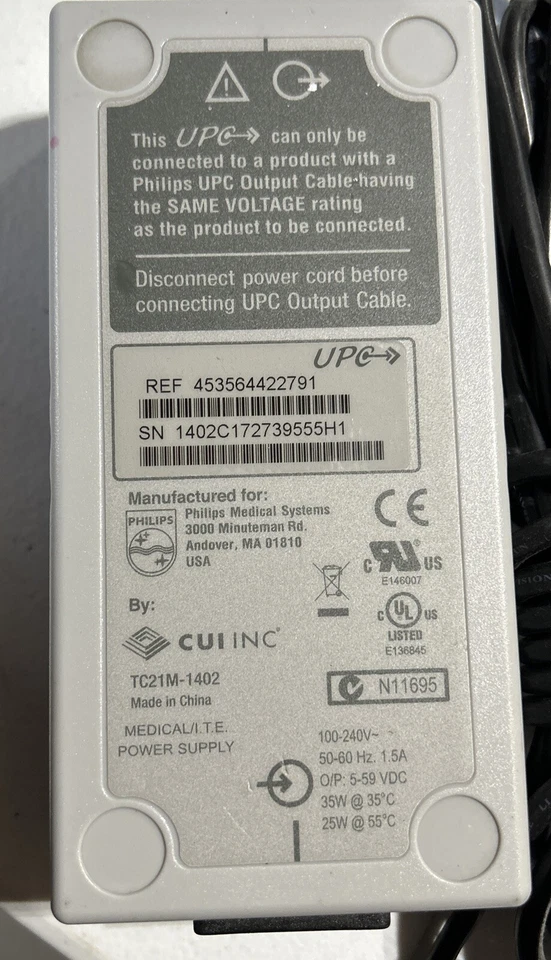 This UPC can only be
connected to a product with a
Philips UPC Output Cable having
the SAME VOLTAGE rating
as the product to be connected.
Disconnect power cord before
connecting UPC Output Cable.
UPC
REF 453564422791
SN 1402C172739555H1
Manufactured for:
PHILIPS
Philips Medical Systems
3000 Minuteman Rd.
Andover, MA 01810
USA
CE
C RU US
E146007
By:
CUI INC
C UL US
LISTED
E136845
TC21M-1402
Made in China
N11695
MEDICAL/I.T.E.
POWER SUPPLY
100-240V~
50-60 Hz. 1.5A
O/P: 5-59 VDC
35W @ 35°C
25W @ 55°C